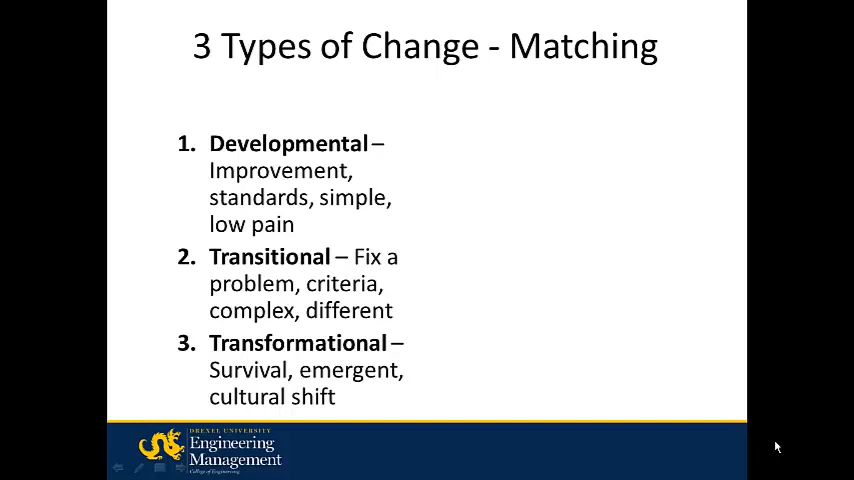 3 Types of Change - Matching
1. Developmental –
Improvement,
standards, simple,
low pain
2. Transitional – Fix a
problem, criteria,
complex, different
3. Transformational –
Survival, emergent,
cultural shift
DREXEL UNIVERSITY
Engineering
Management
College of Engineering